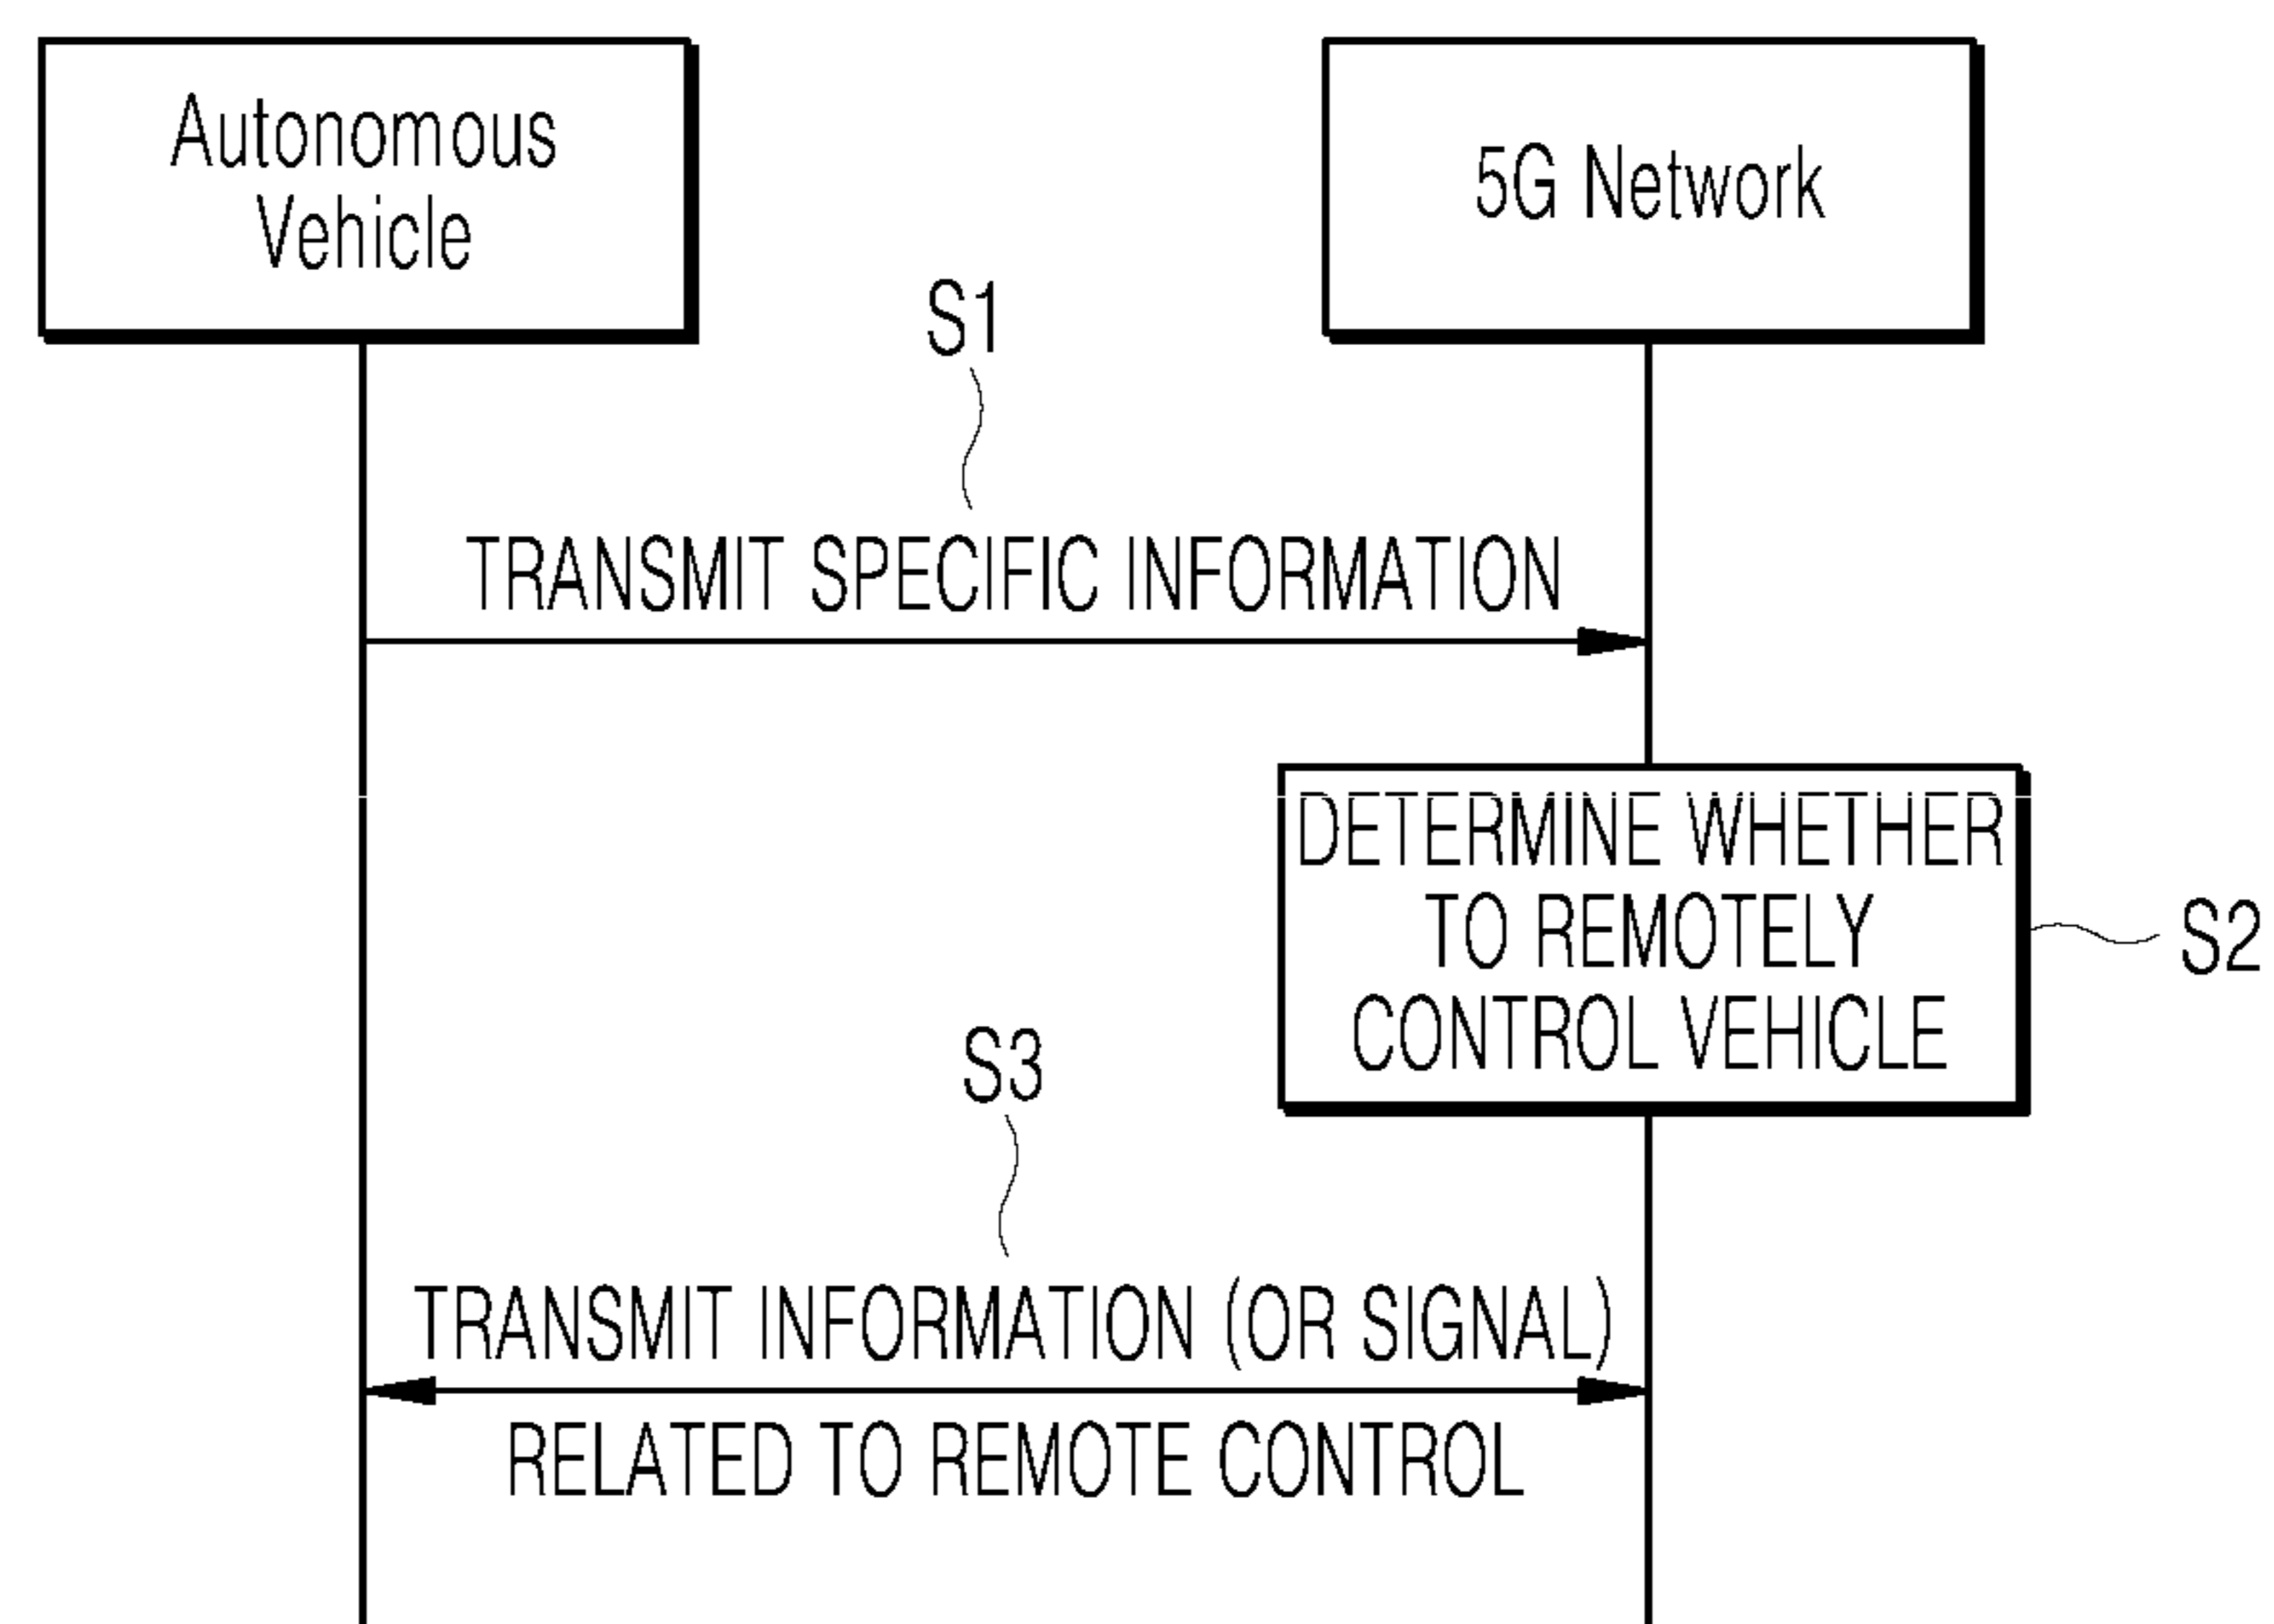 Autonomous
Vehicle
5G Network
S1
TRANSMIT SPECIFIC INFORMATION
DETERMINE WHETHER
TO REMOTELY
CONTROL VEHICLE
S2
S3
TRANSMIT INFORMATION (OR SIGNAL)
RELATED TO REMOTE CONTROL